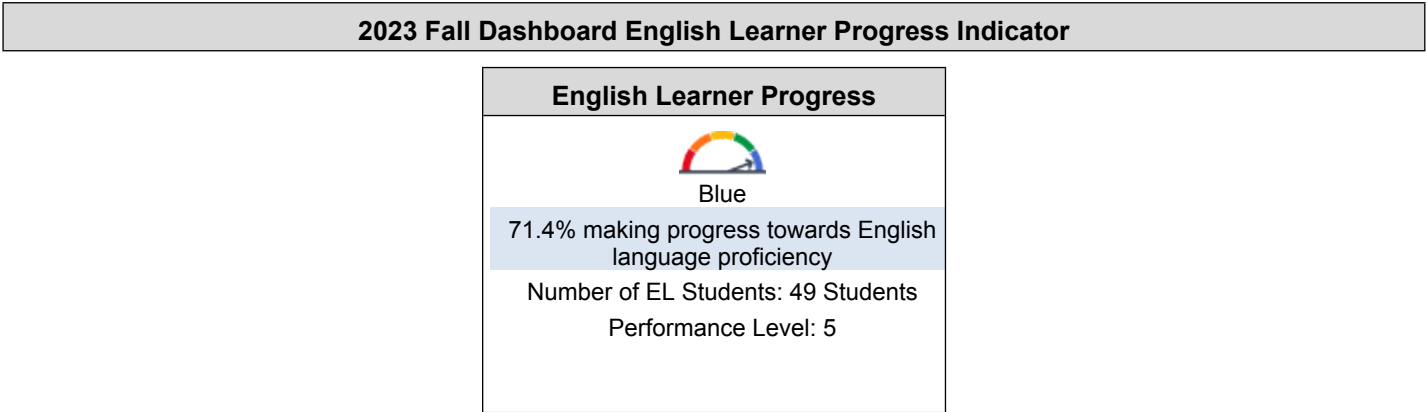 2023 Fall Dashboard English Learner Progress Indicator
English Learner Progress
Blue
71.4% making progress towards English
language proficiency
Number of EL Students: 49 Students
Performance Level: 5